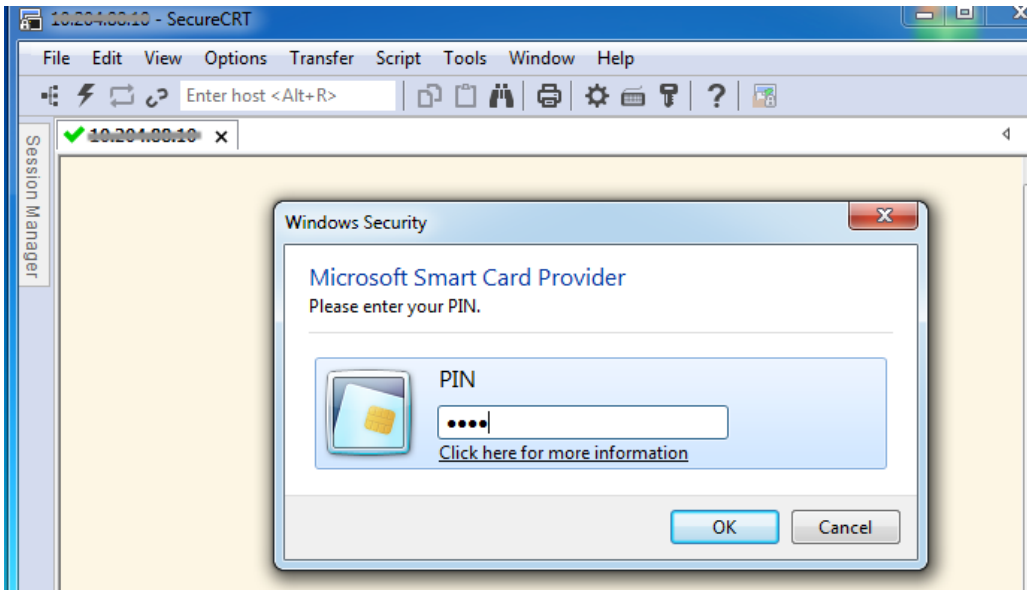 - SecureCRT
File Edit View Options Transfer Script Tools Window Help
Enter host <Alt+R>
Session Manager
Windows Security
Microsoft Smart Card Provider
Please enter your PIN.
PIN
••••
Click here for more information
OK Cancel